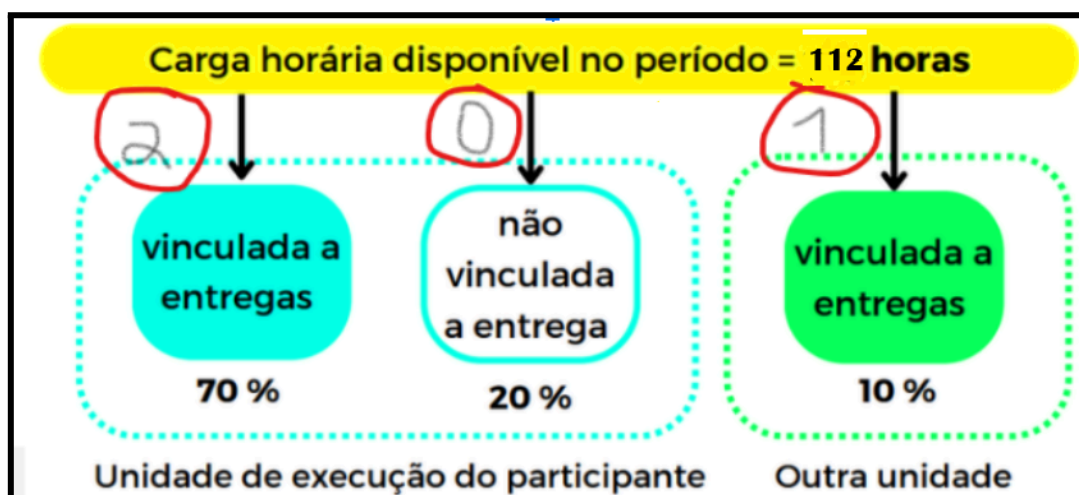 Carga horária disponível no período = 112 horas
2
0
1
vinculada a
entregas
não
vinculada
a entrega
vinculada a
entregas
70 %
20 %
10 %
Unidade de execução do participante
Outra unidade